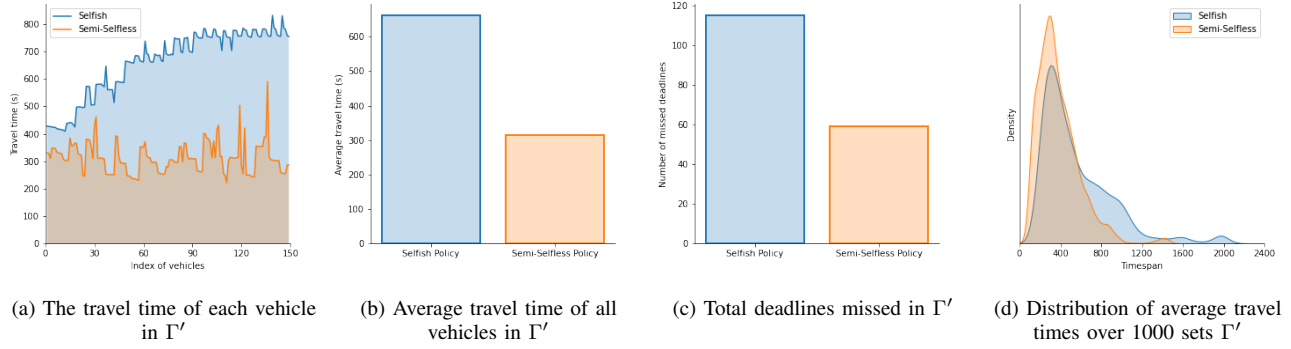 Selfish
Semi-Selfless
Travel time (s)
800
700
600
500
400
300
200
100
0
0 30 60 90 120 150
Index of vehicles
Average travel time (s)
600
500
400
300
200
100
0
Selfish Policy Semi-Selfless Policy
Number of missed deadlines
120
100
80
60
40
20
0
Selfish Policy Semi-Selfless Policy
Selfish
Semi-Selfless
Density
0 400 800 1200 1600 2000 2400
Timespan
(a) The travel time of each vehicle
in Γ′
(b) Average travel time of all
vehicles in Γ′
(c) Total deadlines missed in Γ′
(d) Distribution of average travel
times over 1000 sets Γ′